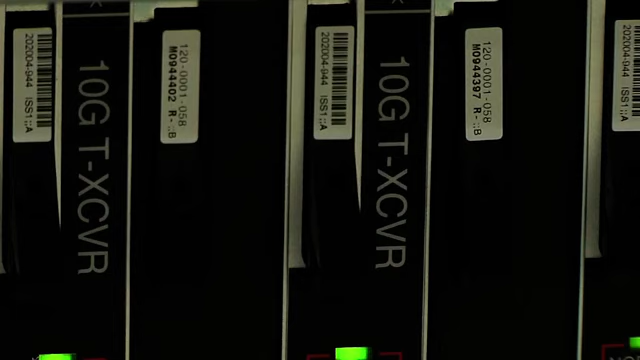 202004-944 ISS1;;A
10G T-XCVR
120-0001-058
M0944402 R-;;B
202004-944 ISS1;;A
10G T-XCVR
120-0001-058
M0944397 R-;;B
202004-944 ISS1;;A